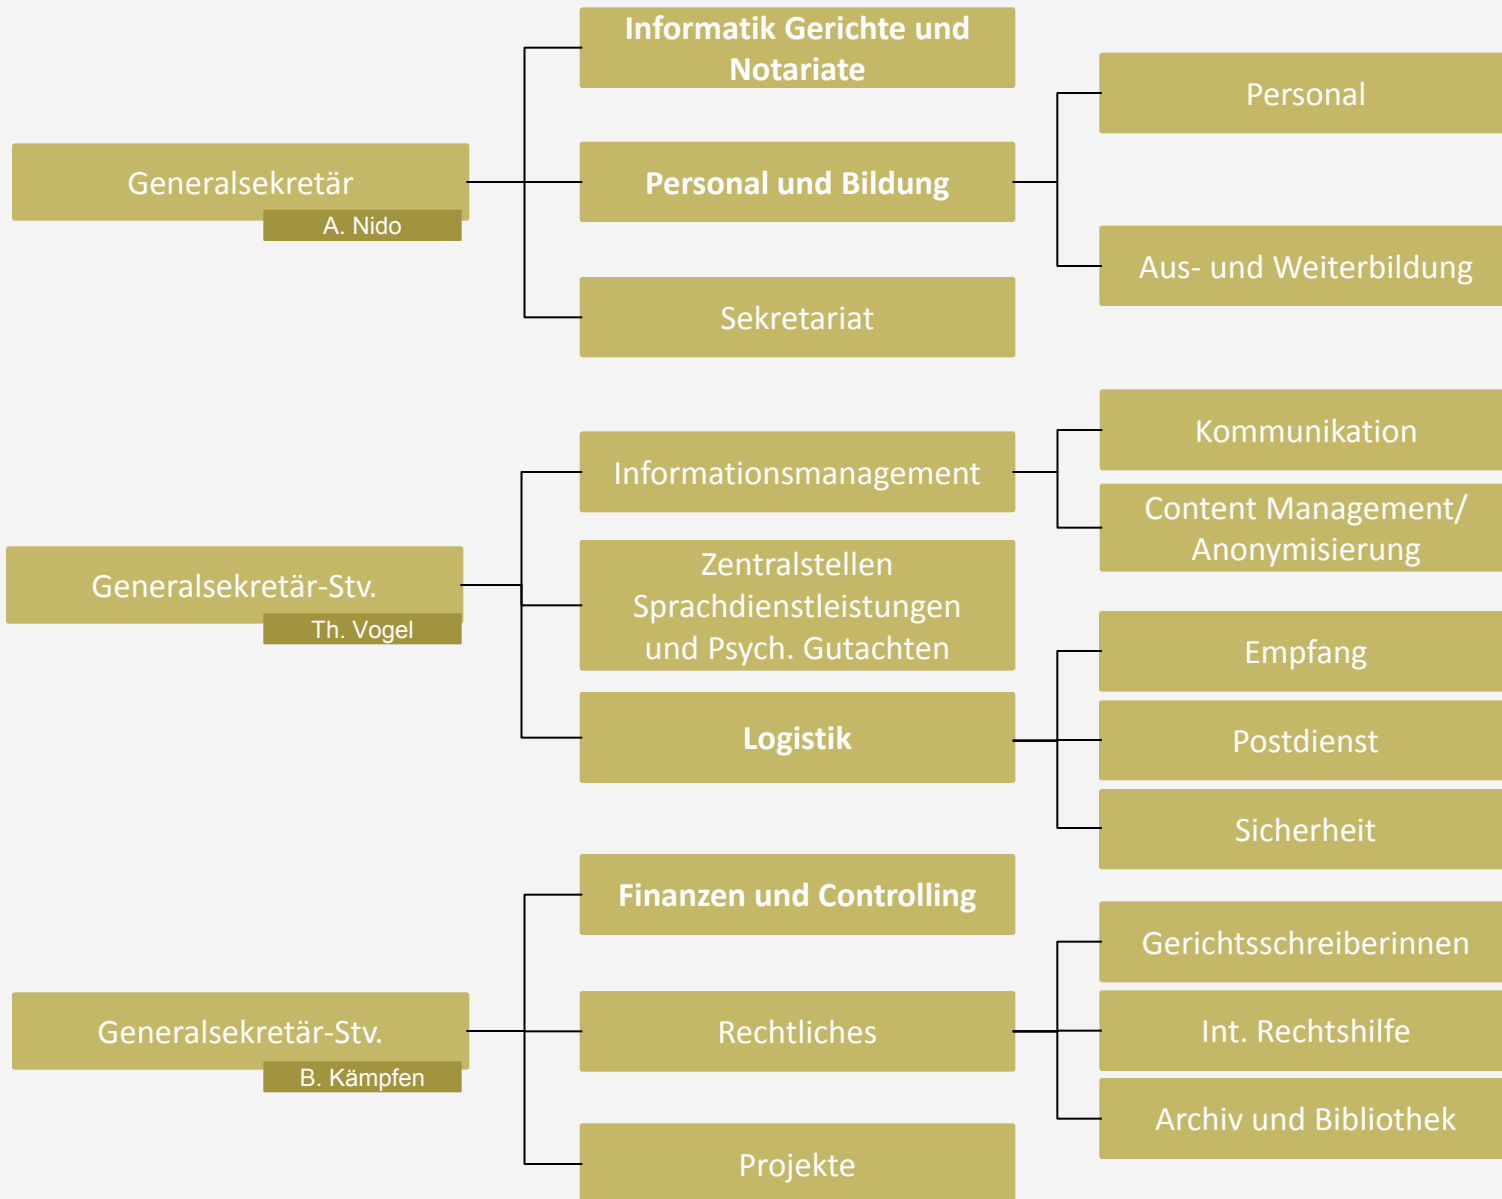 Generalsekretär
A. Nido
Informatik Gerichte und
Notariate
Personal und Bildung
Personal
Aus- und Weiterbildung
Sekretariat
Generalsekretär-Stv.
Th. Vogel
Informationsmanagement
Kommunikation
Content Management/
Anonymisierung
Zentralstellen
Sprachdienstleistungen
und Psych. Gutachten
Logistik
Empfang
Postdienst
Sicherheit
Generalsekretär-Stv.
B. Kämpfen
Finanzen und Controlling
Rechtliches
Gerichtsschreiberinnen
Int. Rechtshilfe
Archiv und Bibliothek
Projekte